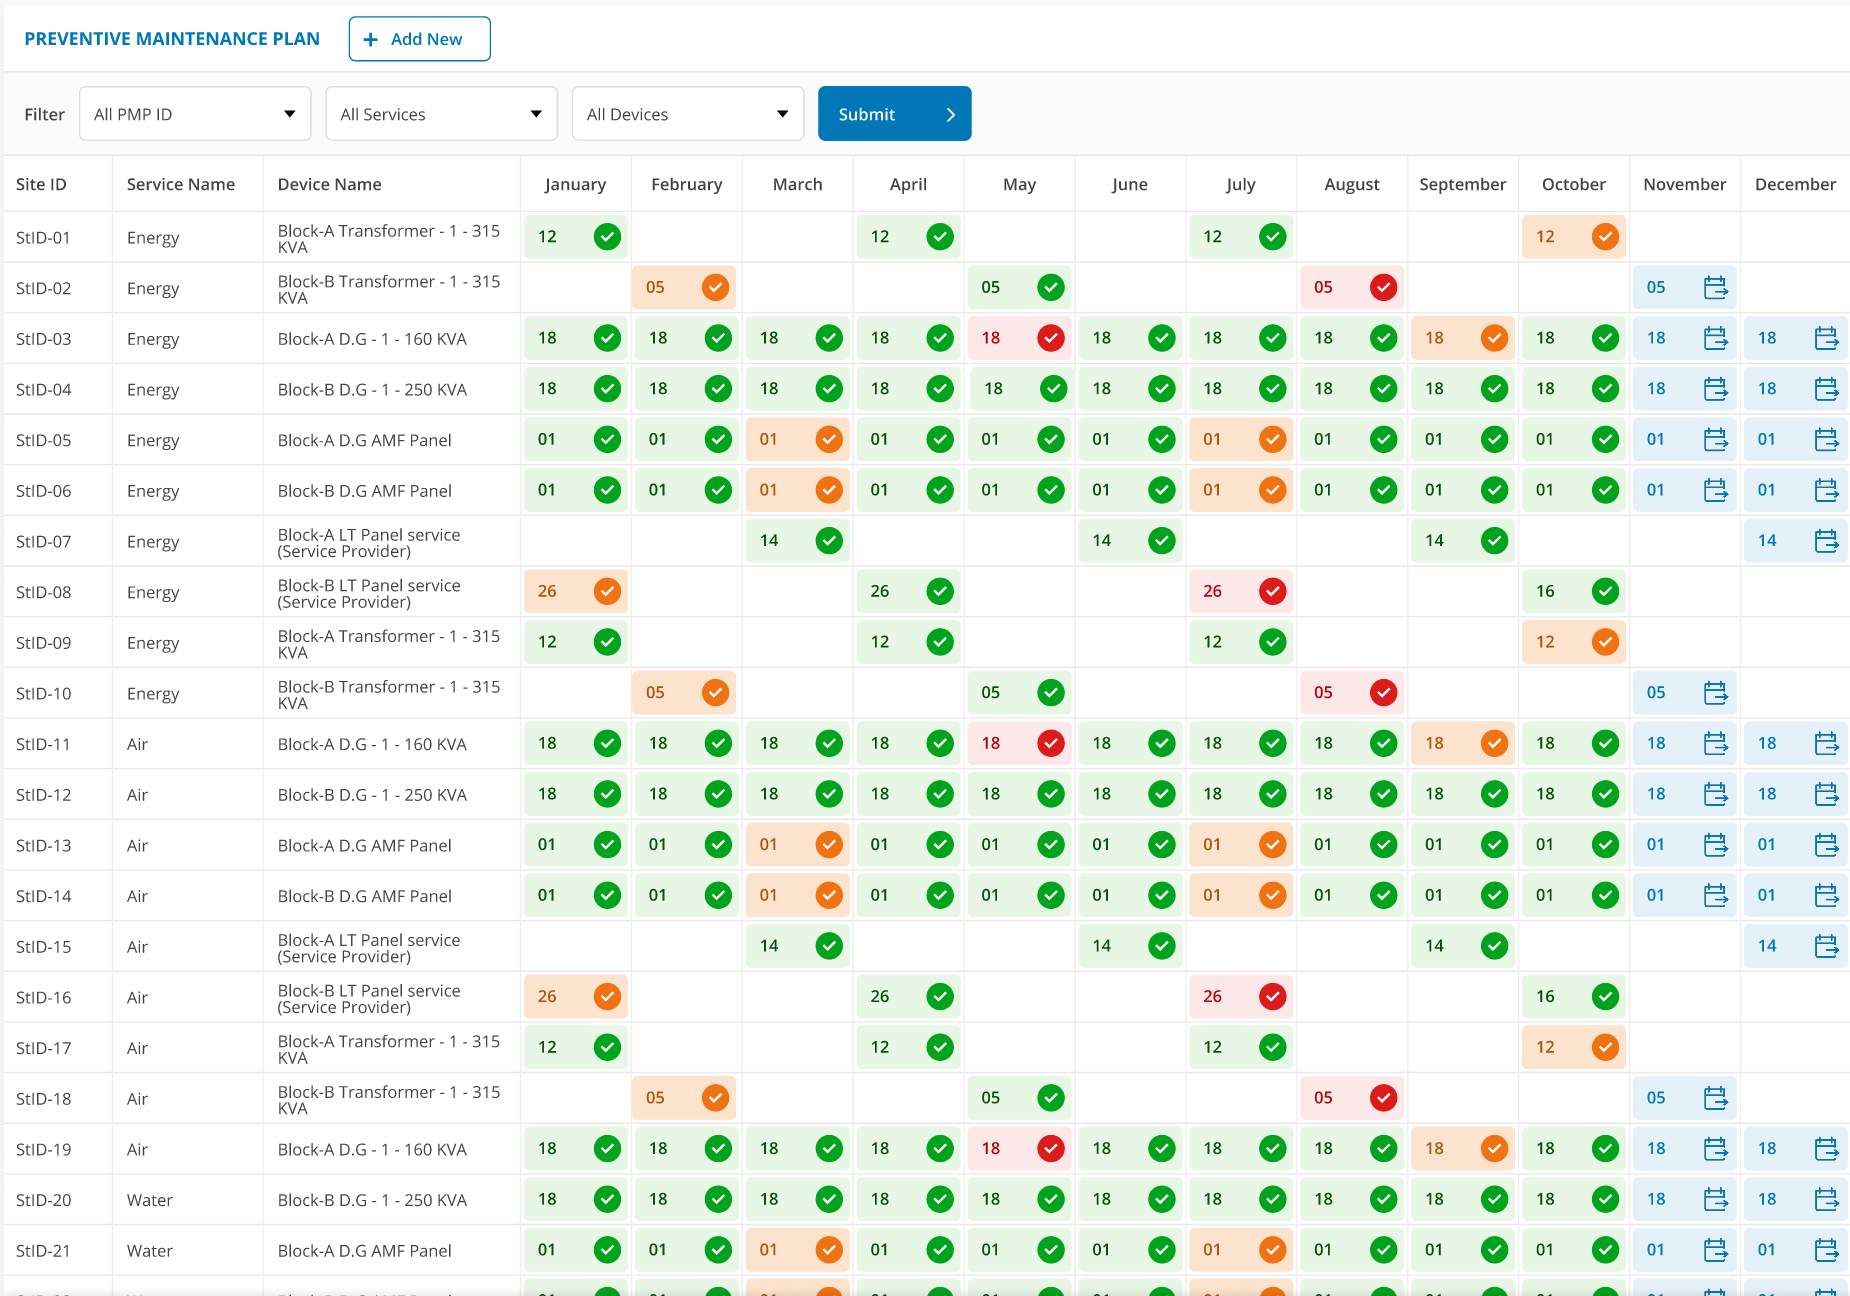 PREVENTIVE MAINTENANCE PLAN + Add New
Filter All PMP ID All Services All Devices Submit
Site ID Service Name Device Name January February March April May June July August September October November December
StID-01 Energy Block-A Transformer - 1 - 315 KVA 12 12 12 12
StID-02 Energy Block-B Transformer - 1 - 315 KVA 05 05 05 05
StID-03 Energy Block-A D.G - 1 - 160 KVA 18 18 18 18 18 18 18 18 18 18 18 18
StID-04 Energy Block-B D.G - 1 - 250 KVA 18 18 18 18 18 18 18 18 18 18 18 18
StID-05 Energy Block-A D.G AMF Panel 01 01 01 01 01 01 01 01 01 01 01 01
StID-06 Energy Block-B D.G AMF Panel 01 01 01 01 01 01 01 01 01 01 01 01
StID-07 Energy Block-A LT Panel service (Service Provider) 14 14 14 14
StID-08 Energy Block-B LT Panel service (Service Provider) 26 26 26 16
StID-09 Energy Block-A Transformer - 1 - 315 KVA 12 12 12 12
StID-10 Energy Block-B Transformer - 1 - 315 KVA 05 05 05 05
StID-11 Air Block-A D.G - 1 - 160 KVA 18 18 18 18 18 18 18 18 18 18 18 18
StID-12 Air Block-B D.G - 1 - 250 KVA 18 18 18 18 18 18 18 18 18 18 18 18
StID-13 Air Block-A D.G AMF Panel 01 01 01 01 01 01 01 01 01 01 01 01
StID-14 Air Block-B D.G AMF Panel 01 01 01 01 01 01 01 01 01 01 01 01
StID-15 Air Block-A LT Panel service (Service Provider) 14 14 14 14
StID-16 Air Block-B LT Panel service (Service Provider) 26 26 26 16
StID-17 Air Block-A Transformer - 1 - 315 KVA 12 12 12 12
StID-18 Air Block-B Transformer - 1 - 315 KVA 05 05 05 05
StID-19 Air Block-A D.G - 1 - 160 KVA 18 18 18 18 18 18 18 18 18 18 18 18
StID-20 Water Block-B D.G - 1 - 250 KVA 18 18 18 18 18 18 18 18 18 18 18 18
StID-21 Water Block-A D.G AMF Panel 01 01 01 01 01 01 01 01 01 01 01 01